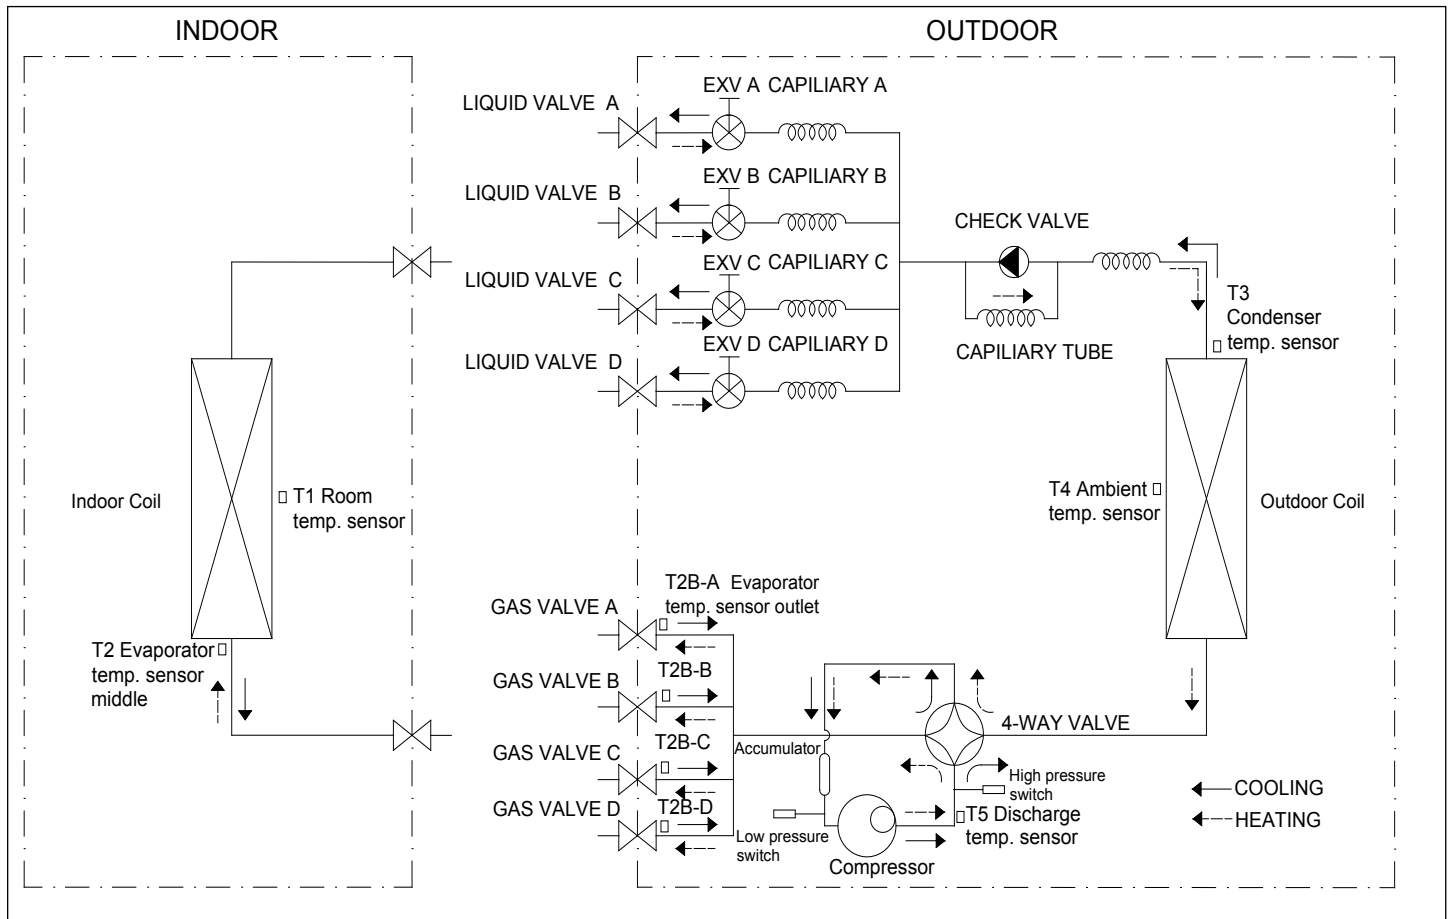 INDOOR
OUTDOOR
EXV A CAPILIARY A
LIQUID VALVE A
EXV B CAPILIARY B
LIQUID VALVE B
CHECK VALVE
EXV C CAPILIARY C
LIQUID VALVE C
T3
Condenser
temp. sensor
EXV D CAPILIARY D
LIQUID VALVE D
CAPILIARY TUBE
Indoor Coil
T1 Room
temp. sensor
T4 Ambient
temp. sensor
Outdoor Coil
T2B-A Evaporator
temp. sensor outlet
GAS VALVE A
T2 Evaporator
temp. sensor
middle
T2B-B
GAS VALVE B
4-WAY VALVE
T2B-C
Accumulator
GAS VALVE C
High pressure
switch
COOLING
T2B-D
GAS VALVE D
T5 Discharge
temp. sensor
HEATING
Low pressure
switch
Compressor